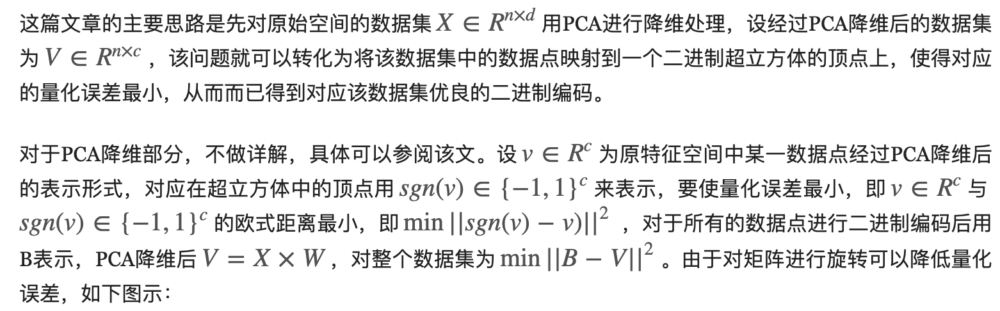 这篇文章的主要思路是先对原始空间的数据集 X ∈ R^{n×d} 用PCA进行降维处理，设经过PCA降维后的数据集
为 V ∈ R^{n×c} ，该问题就可以转化为将该数据集中的数据点映射到一个二进制超立方体的顶点上，使得对应
的量化误差最小，从而而已得到对应该数据集优良的二进制编码。
对于PCA降维部分，不做详解，具体可以参阅该文。设 v ∈ R^c 为原特征空间中某一数据点经过PCA降维后
的表示形式，对应在超立方体中的顶点用 sgn(v) ∈ {−1, 1}^c 来表示，要使量化误差最小，即 v ∈ R^c 与
sgn(v) ∈ {−1, 1}^c 的欧式距离最小，即 min ||sgn(v) − v)||^2 ，对于所有的数据点进行二进制编码后用
B表示，PCA降维后 V = X × W ，对整个数据集为 min ||B − V||^2 。由于对矩阵进行旋转可以降低量化
误差，如下图示：